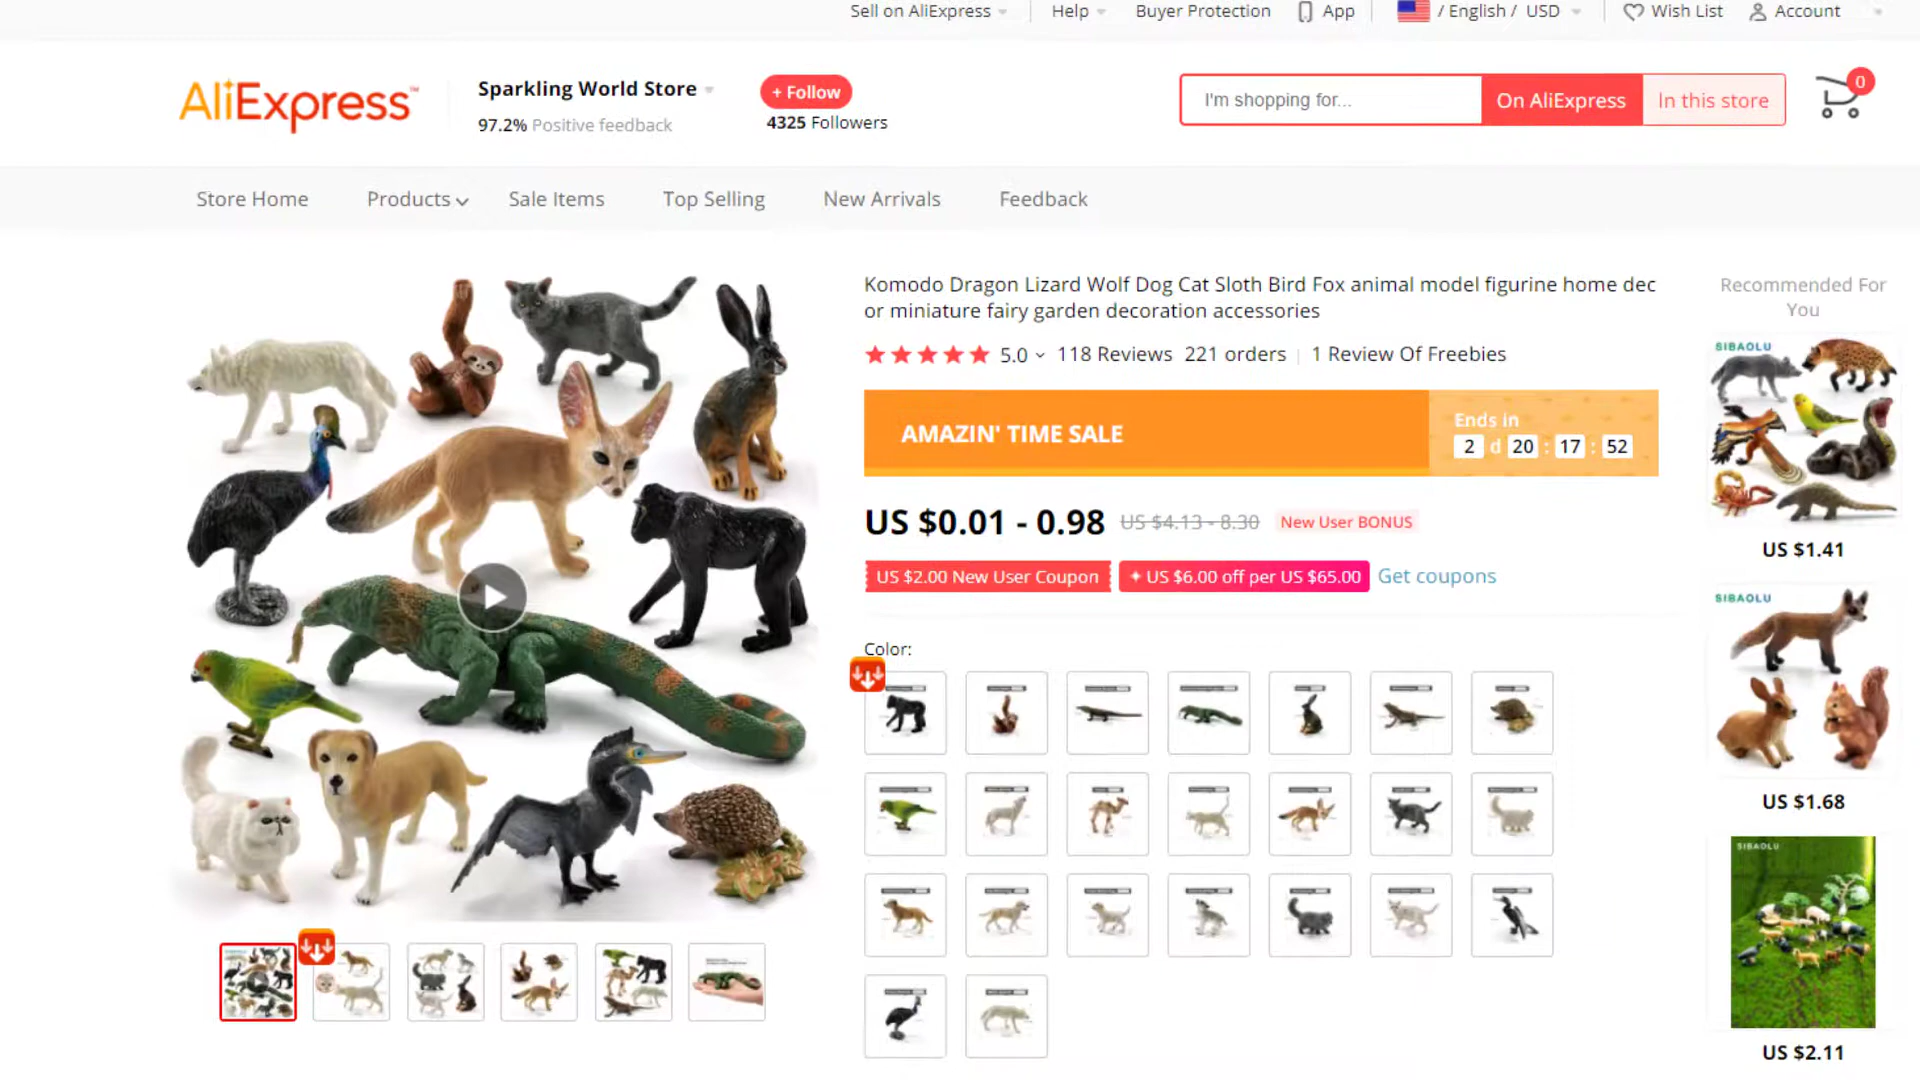 Sell on AliExpress
Help
Buyer Protection
App
/ English / USD
Wish List
Account
AliExpress™
Sparkling World Store
97.2% Positive feedback
+ Follow
4325 Followers
I'm shopping for...
On AliExpress
In this store
0
Store Home
Products
Sale Items
Top Selling
New Arrivals
Feedback
Komodo Dragon Lizard Wolf Dog Cat Sloth Bird Fox animal model figurine home dec
or miniature fairy garden decoration accessories
5.0
118 Reviews
221 orders
1 Review Of Freebies
AMAZIN' TIME SALE
Ends in
2 d 20 : 17 : 52
US $0.01 - 0.98
US $4.13 - 8.30
New User BONUS
US $2.00 New User Coupon
US $6.00 off per US $65.00
Get coupons
Color:
Recommended For
You
SIBAOLU
US $1.41
SIBAOLU
US $1.68
SIBAOLU
US $2.11